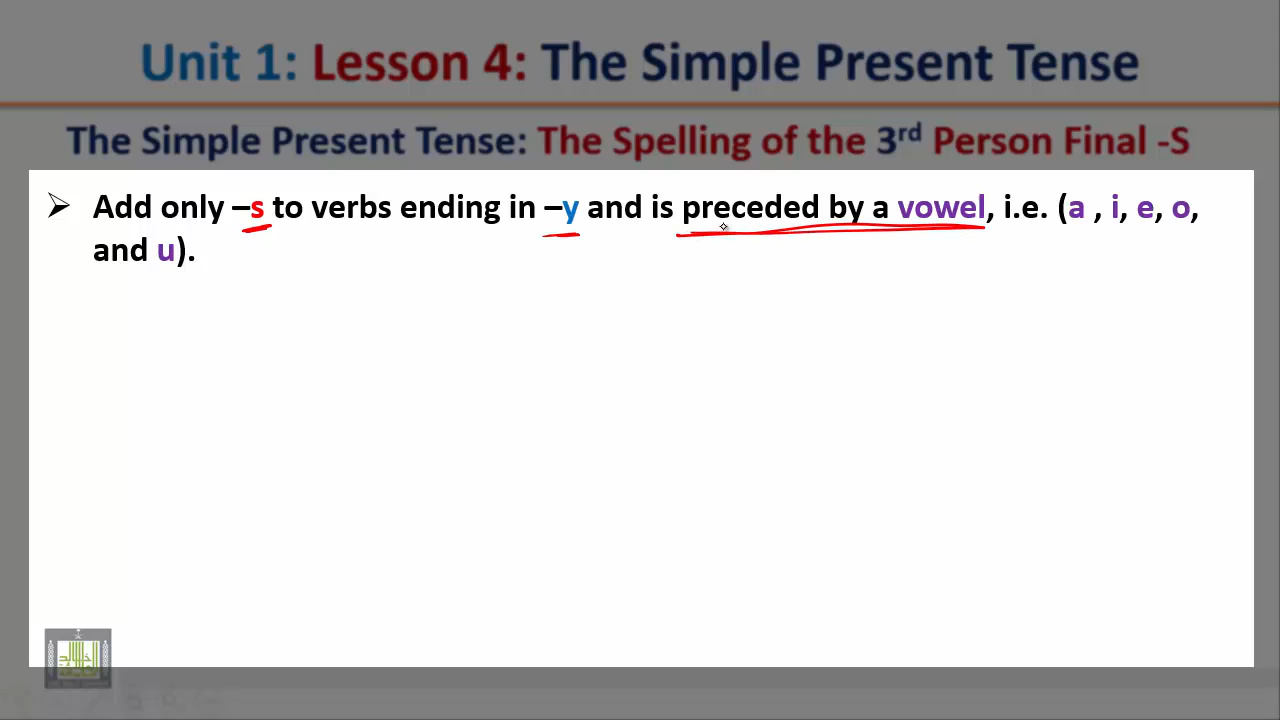 Unit 1: Lesson 4: The Simple Present Tense
The Simple Present Tense: The Spelling of the 3rd Person Final -S
➢ Add only –s to verbs ending in –y and is preceded by a vowel, i.e. (a , i, e, o,
and u).